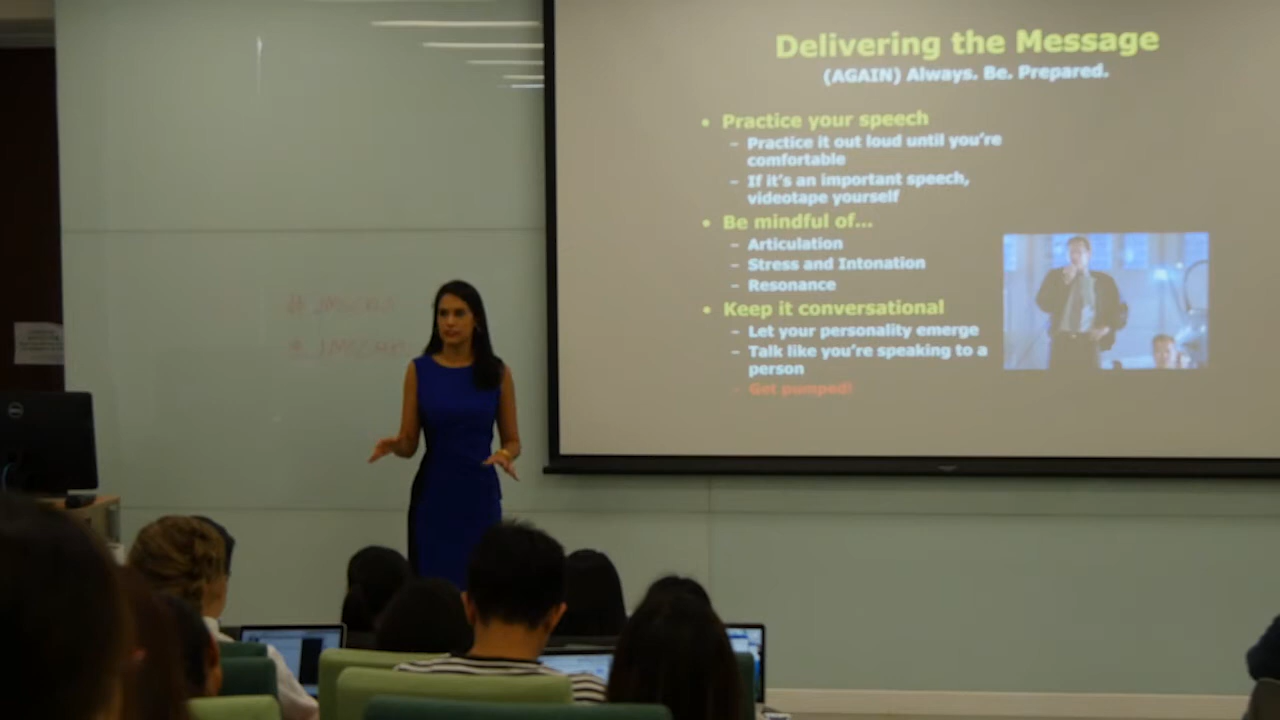 Delivering the Message
(AGAIN) Always. Be. Prepared.
• Practice your speech
– Practice it out loud until you're
comfortable
– If it's an important speech,
videotape yourself
• Be mindful of...
– Articulation
– Stress and Intonation
– Resonance
• Keep it conversational
– Let your personality emerge
– Talk like you're speaking to a
person
– Get pumped!
DELL